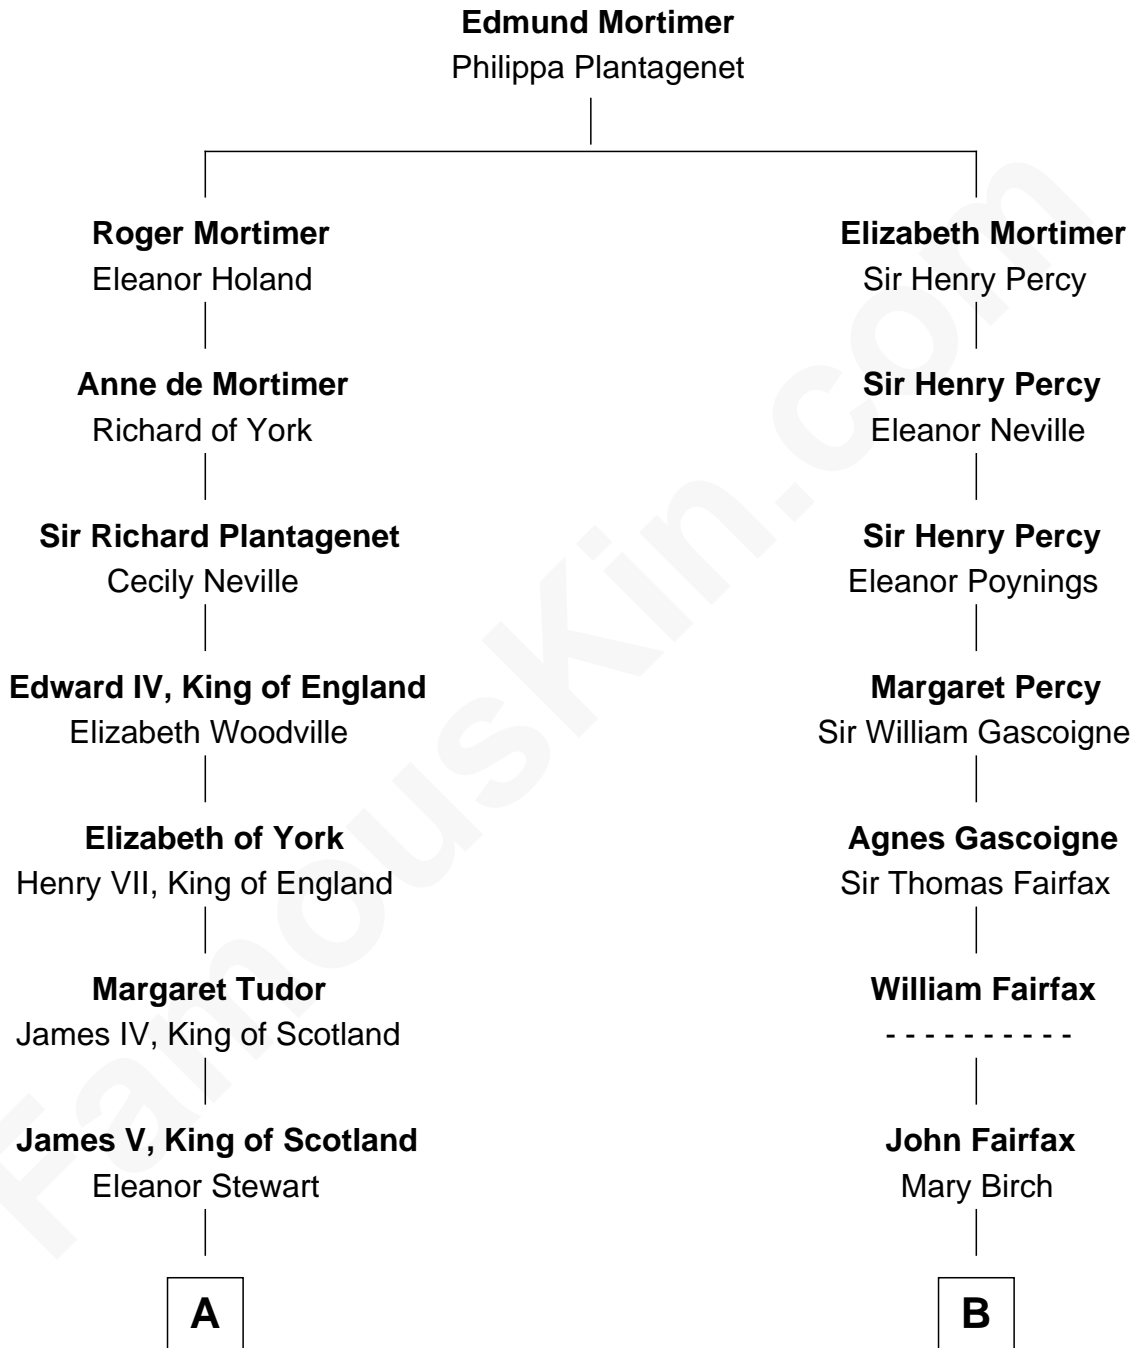 Edmund Mortimer
Philippa Plantagenet
Roger Mortimer
Eleanor Holand
Elizabeth Mortimer
Sir Henry Percy
Anne de Mortimer
Richard of York
Sir Henry Percy
Eleanor Neville
Sir Richard Plantagenet
Cecily Neville
Sir Henry Percy
Eleanor Poynings
Edward IV, King of England
Elizabeth Woodville
Margaret Percy
Sir William Gascoigne
Elizabeth of York
Henry VII, King of England
Agnes Gascoigne
Sir Thomas Fairfax
Margaret Tudor
James IV, King of Scotland
William Fairfax
- - - - - - - - - -
James V, King of Scotland
Eleanor Stewart
John Fairfax
Mary Birch
A
B
FamousKin.com